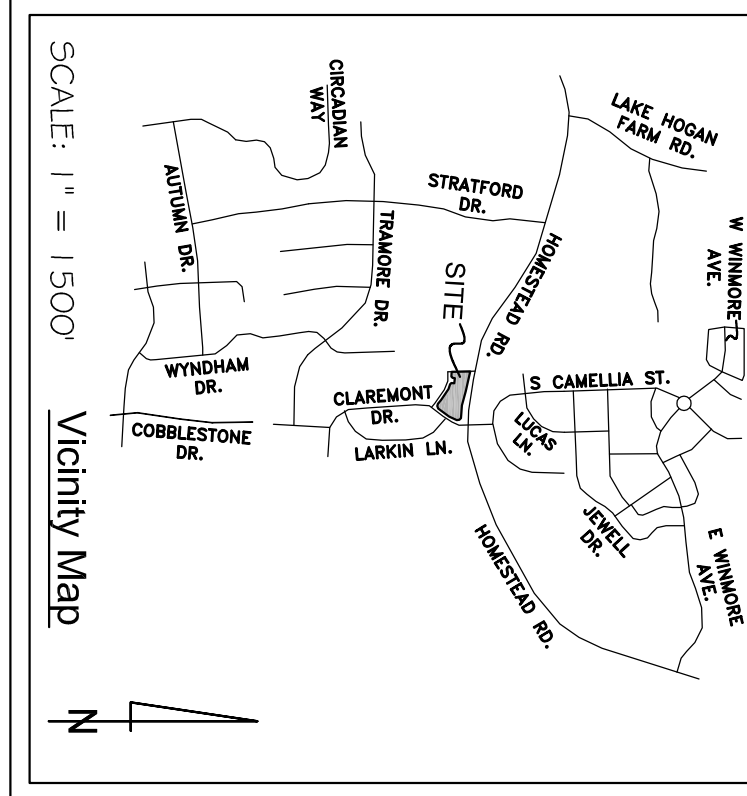 LAKE HOGAN
FARM RD.
W WINMORE
AVE.
CIRCADIAN
WAY
AUTUMN DR.
STRATFORD
DR.
TRAMORE DR.
HOMESTEAD RD.
SITE
S CAMELLIA ST.
WYNDHAM
DR.
CLAREMONT
DR.
LUCAS
LN.
COBBLESTONE
DR.
LARKIN LN.
JEWELL
DR.
E WINMORE
AVE.
HOMESTEAD RD.
SCALE: 1" = 1500'
Vicinity Map
N